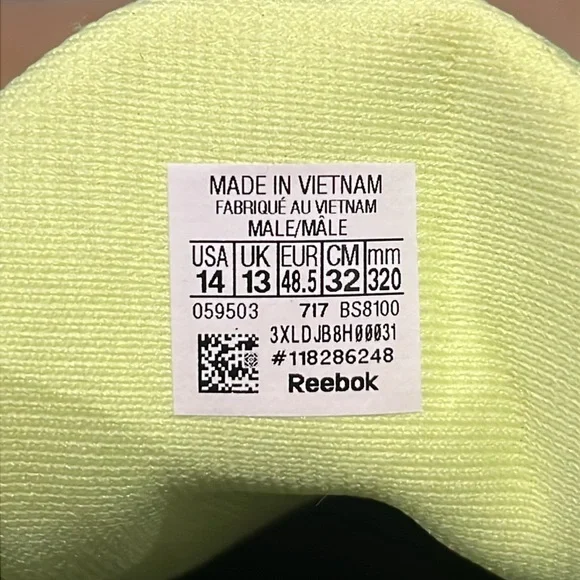 MADE IN VIETNAM
FABRIQUÉ AU VIETNAM
MALE/MÂLE
USA UK EUR CM mm
14 13 48.5 32 320
059503 717 BS8100
3XLDJB8H00031
#118286248
Reebok